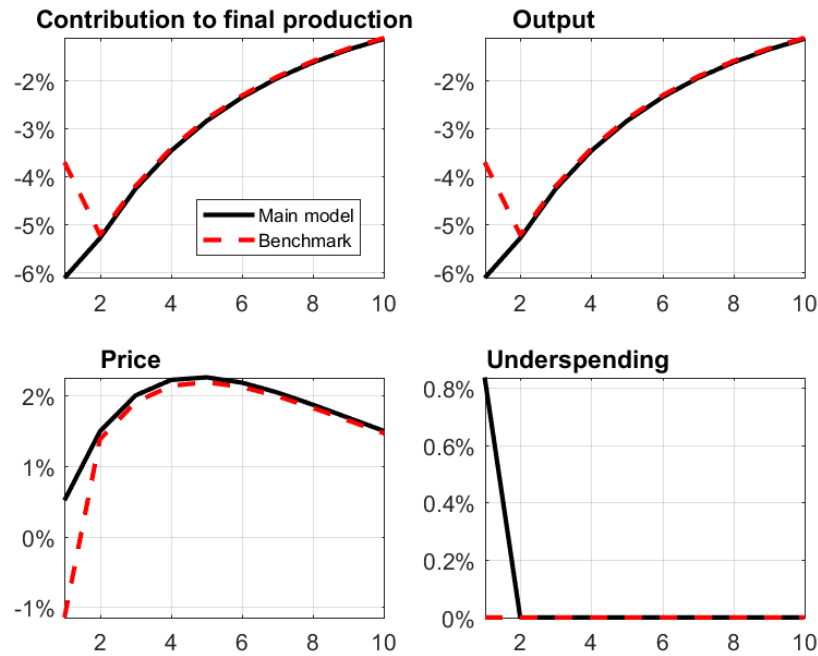 Contribution to final production
-2%
-3%
-4%
-5%
-6%
Main model
Benchmark
2 4 6 8 10
Output
-2%
-3%
-4%
-5%
-6%
2 4 6 8 10
Price
2%
1%
0%
-1%
2 4 6 8 10
Underspending
0.8%
0.6%
0.4%
0.2%
0%
2 4 6 8 10